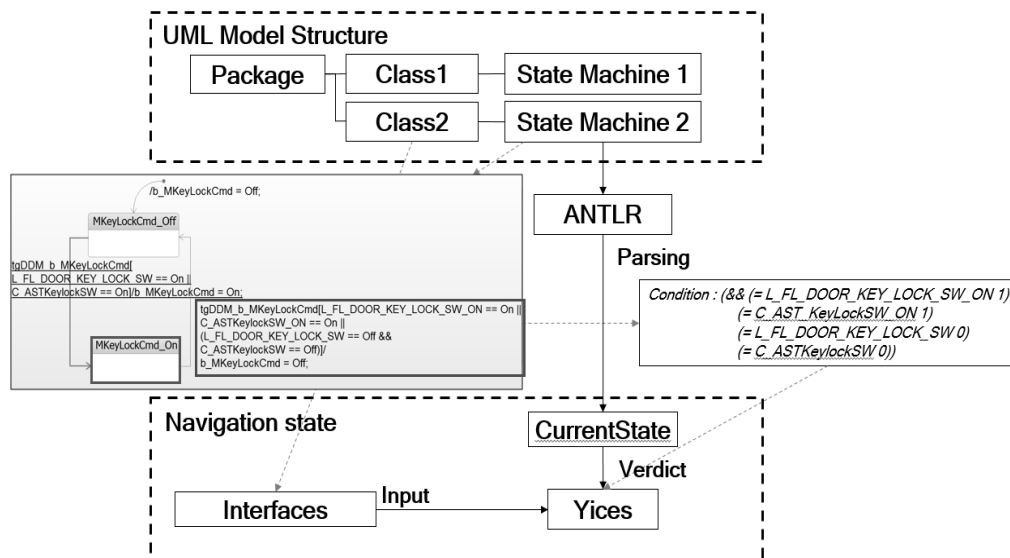 UML Model Structure
Package
Class1
State Machine 1
Class2
State Machine 2
/b_MKeyLockCmd = Off;
MKeyLockCmd_Off
tgDDM_b_MKeyLockCmd[
L_FL_DOOR_KEY_LOCK_SW == On ||
C_ASTKeylockSW == On]/b_MKeyLockCmd = On;
MKeyLockCmd_On
tgDDM_b_MKeyLockCmd[L_FL_DOOR_KEY_LOCK_SW_ON == On ||
C_ASTKeylockSW_ON == On ||
(L_FL_DOOR_KEY_LOCK_SW == Off &&
C_ASTKeylockSW == Off)]/
b_MKeyLockCmd = Off;
ANTLR
Parsing
Condition : (&& (= L_FL_DOOR_KEY_LOCK_SW_ON 1)
(= C_AST_KeyLockSW_ON 1)
(= L_FL_DOOR_KEY_LOCK_SW 0)
(= C_ASTKeylockSW 0))
Navigation state
CurrentState
Verdict
Interfaces
Input
Yices